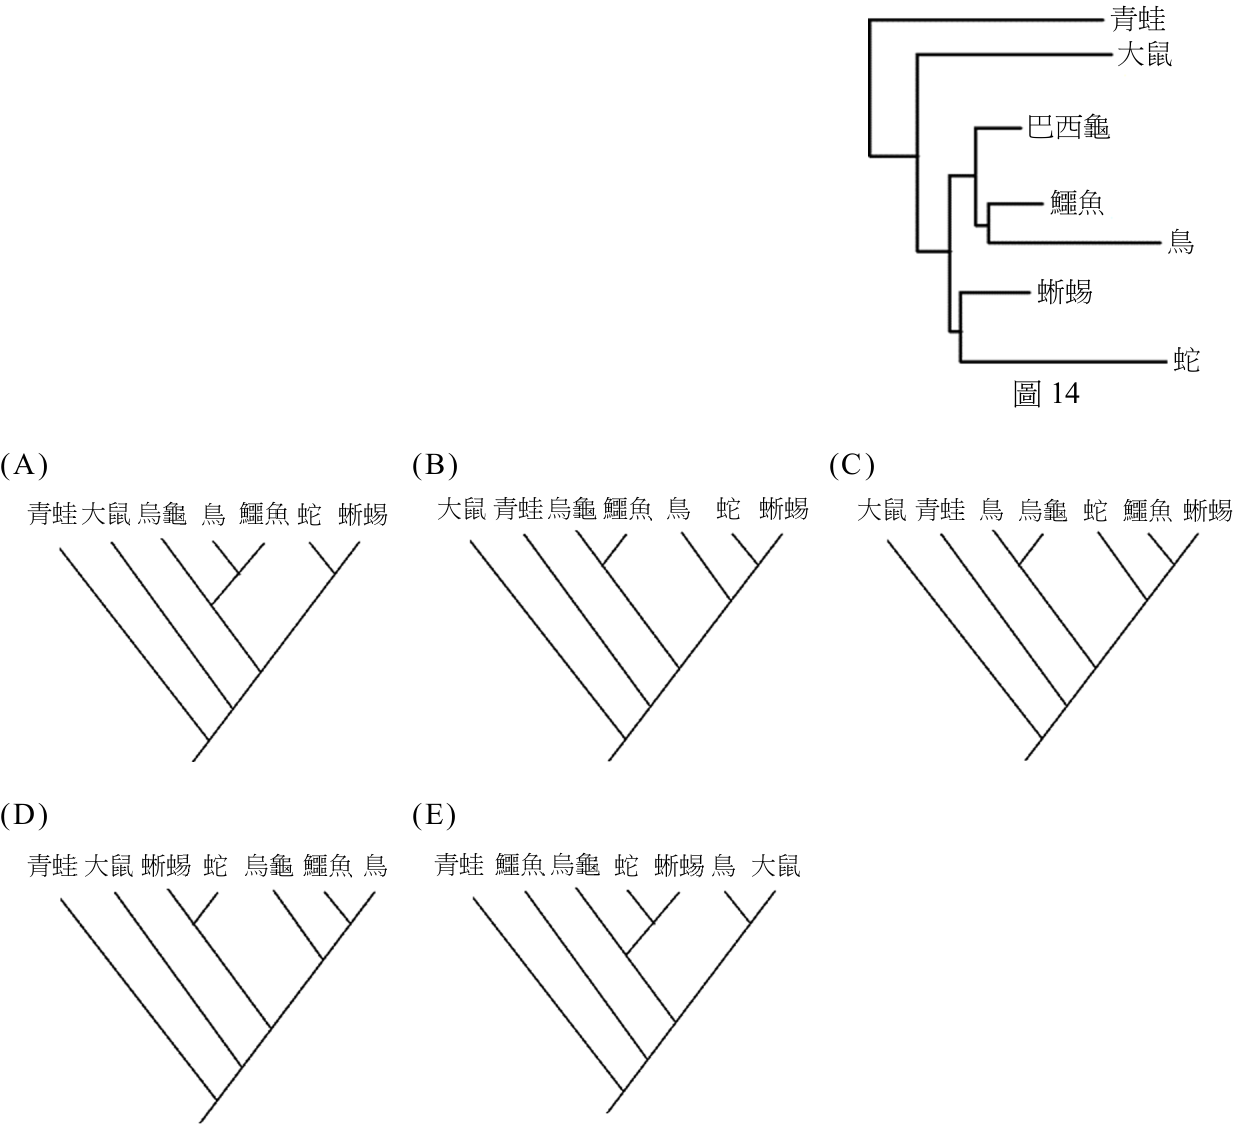 青蛙
大鼠
巴西龜
鱷魚
鳥
蜥蜴
蛇
圖 14
(A)
(B)
(C)
青蛙 大鼠 烏龜 鳥 鱷魚 蛇 蜥蜴
大鼠 青蛙 烏龜 鱷魚 鳥 蛇 蜥蜴
大鼠 青蛙 鳥 烏龜 蛇 鱷魚 蜥蜴
(D)
(E)
青蛙 大鼠 蜥蜴 蛇 烏龜 鱷魚 鳥
青蛙 鱷魚 烏龜 蛇 蜥蜴 鳥 大鼠